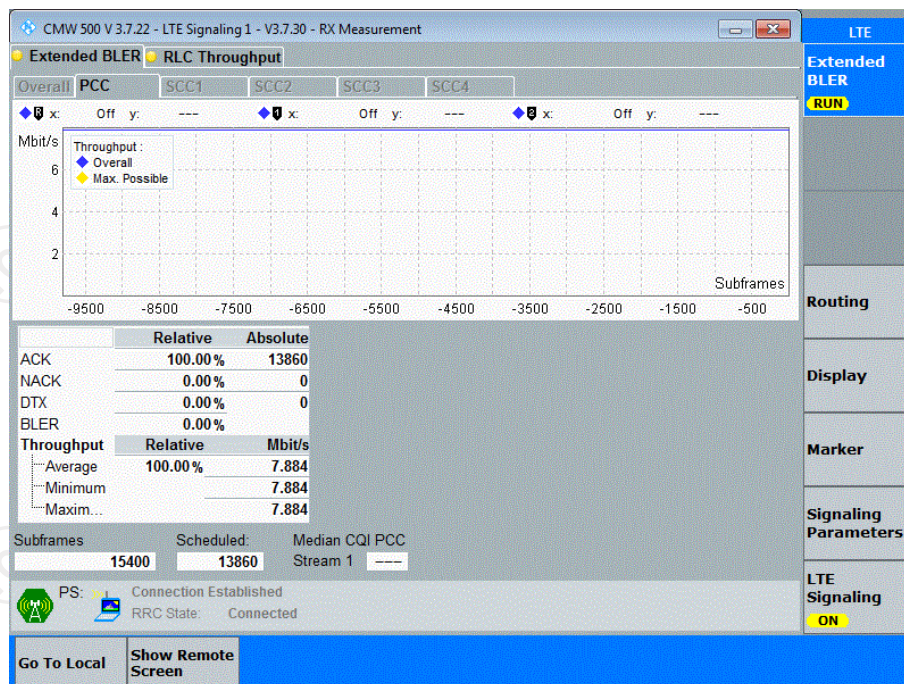 CMW 500 V 3.7.22 - LTE Signaling 1 - V3.7.30 - RX Measurement
LTE
Extended BLER RLC Throughput
Extended BLER
RUN
Overall PCC SCC1 SCC2 SCC3 SCC4
R x: Off y: --- 1 x: Off y: --- 2 x: Off y: ---
Mbit/s
Throughput :
Overall
Max. Possible
6
4
2
Subframes
-9500 -8500 -7500 -6500 -5500 -4500 -3500 -2500 -1500 -500
Relative Absolute
ACK 100.00 % 13860
NACK 0.00 % 0
DTX 0.00 % 0
BLER 0.00 %
Throughput Relative Mbit/s
Average 100.00 % 7.884
Minimum 7.884
Maxim... 7.884
Subframes Scheduled: Median CQI PCC
15400 13860 Stream 1 ---
PS: Connection Established
RRC State: Connected
Routing
Display
Marker
Signaling Parameters
LTE Signaling
ON
Go To Local
Show Remote Screen